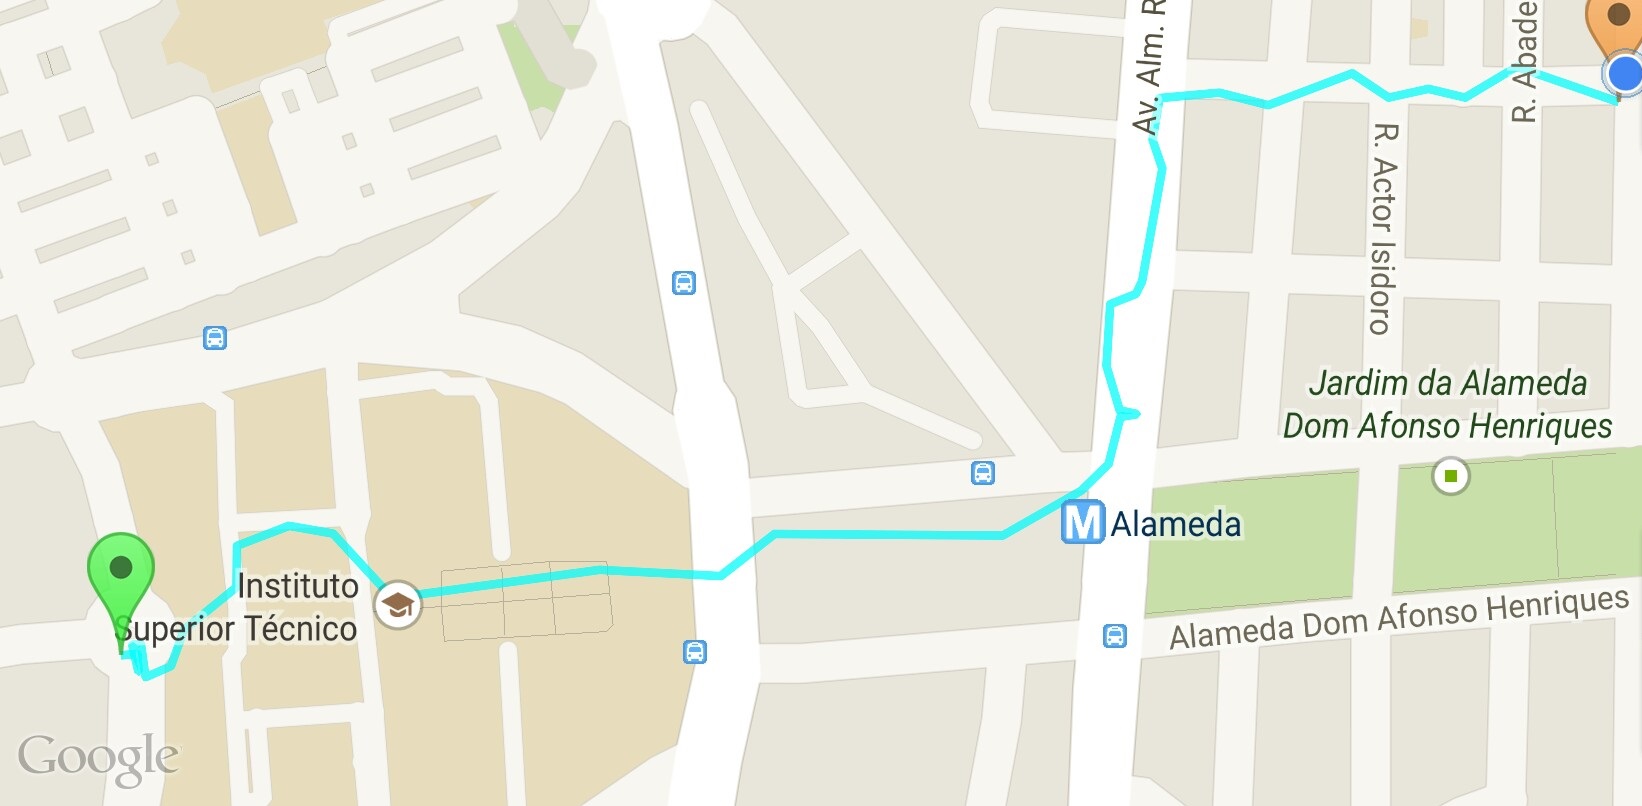 Av. Alm. R
R. Abade
R. Actor Isidoro
Jardim da Alameda
Dom Afonso Henriques
M Alameda
Instituto
Superior Técnico
Alameda Dom Afonso Henriques
Google